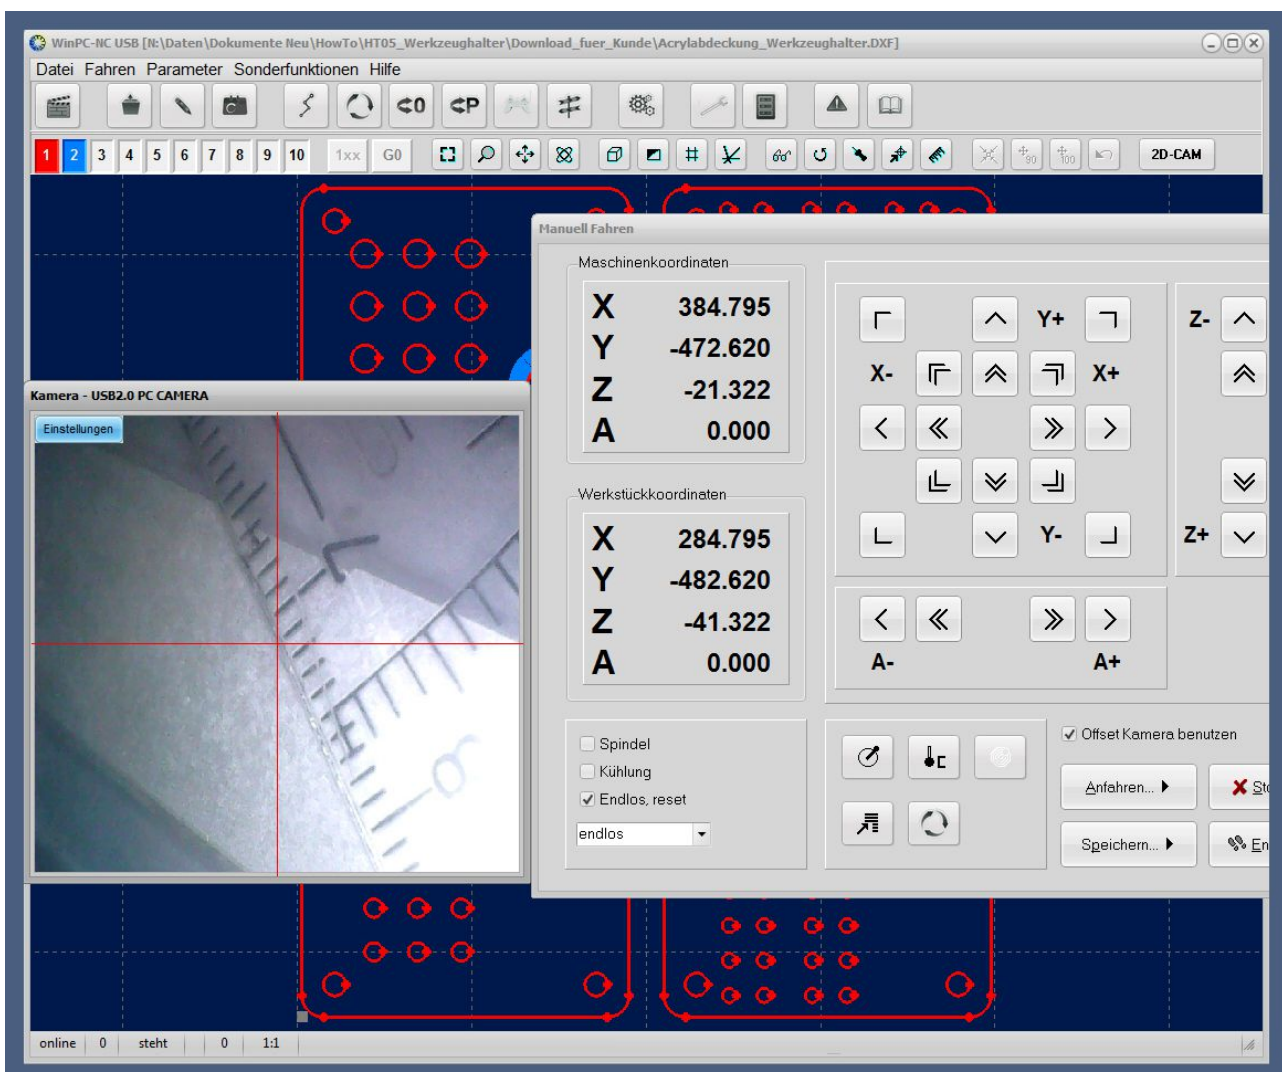 WinPC-NC USB [N:\Daten\Dokumente Neu\HowTo\HT05_Werkzeughalter\Download_fuer_Kunde\Acrylabdeckung_Werkzeughalter.DXF]
Datei Fahren Parameter Sonderfunktionen Hilfe
0 P
1 2 3 4 5 6 7 8 9 10 1xx G0 90 100 2D-CAM
Manuell Fahren
Maschinenkoordinaten
X 384.795
Y -472.620
Z -21.322
A 0.000
Y+ Z-
X- X+
Y- Z+
A- A+
Kamera - USB2.0 PC CAMERA
Einstellungen
Werkstückkoordinaten
X 284.795
Y -482.620
Z -41.322
A 0.000
Spindel
Kühlung
Endlos, reset
endlos
C
Offset Kamera benutzen
Anfahren...
Speichern...
online 0 steht 0 1:1